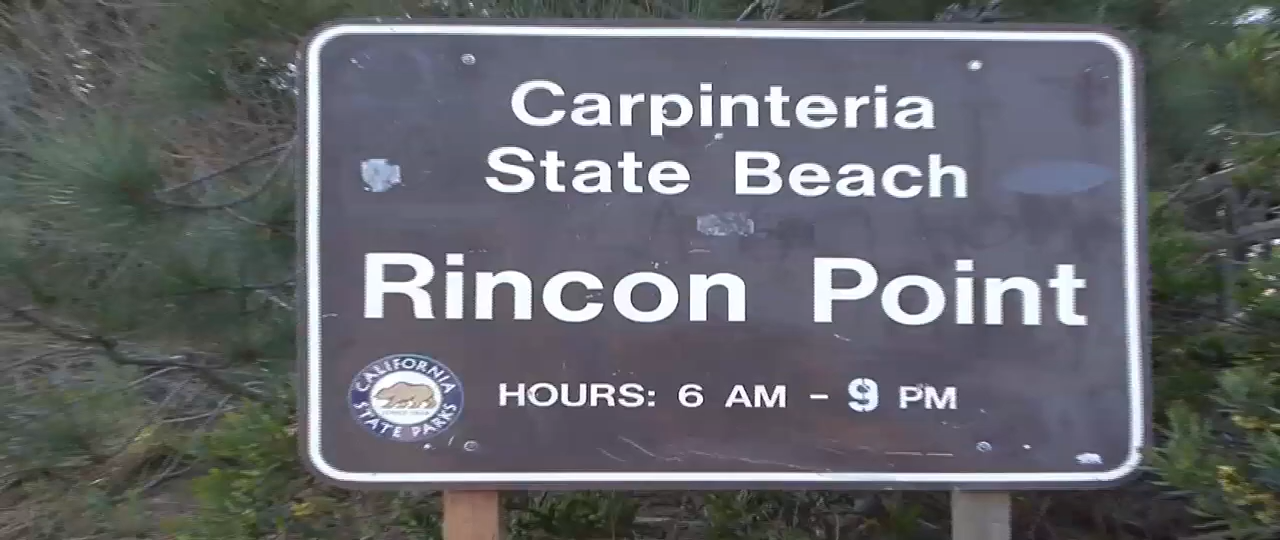 Carpinteria
State Beach
Rincon Point
CALIFORNIA
STATE PARKS
HOURS: 6 AM - 9 PM